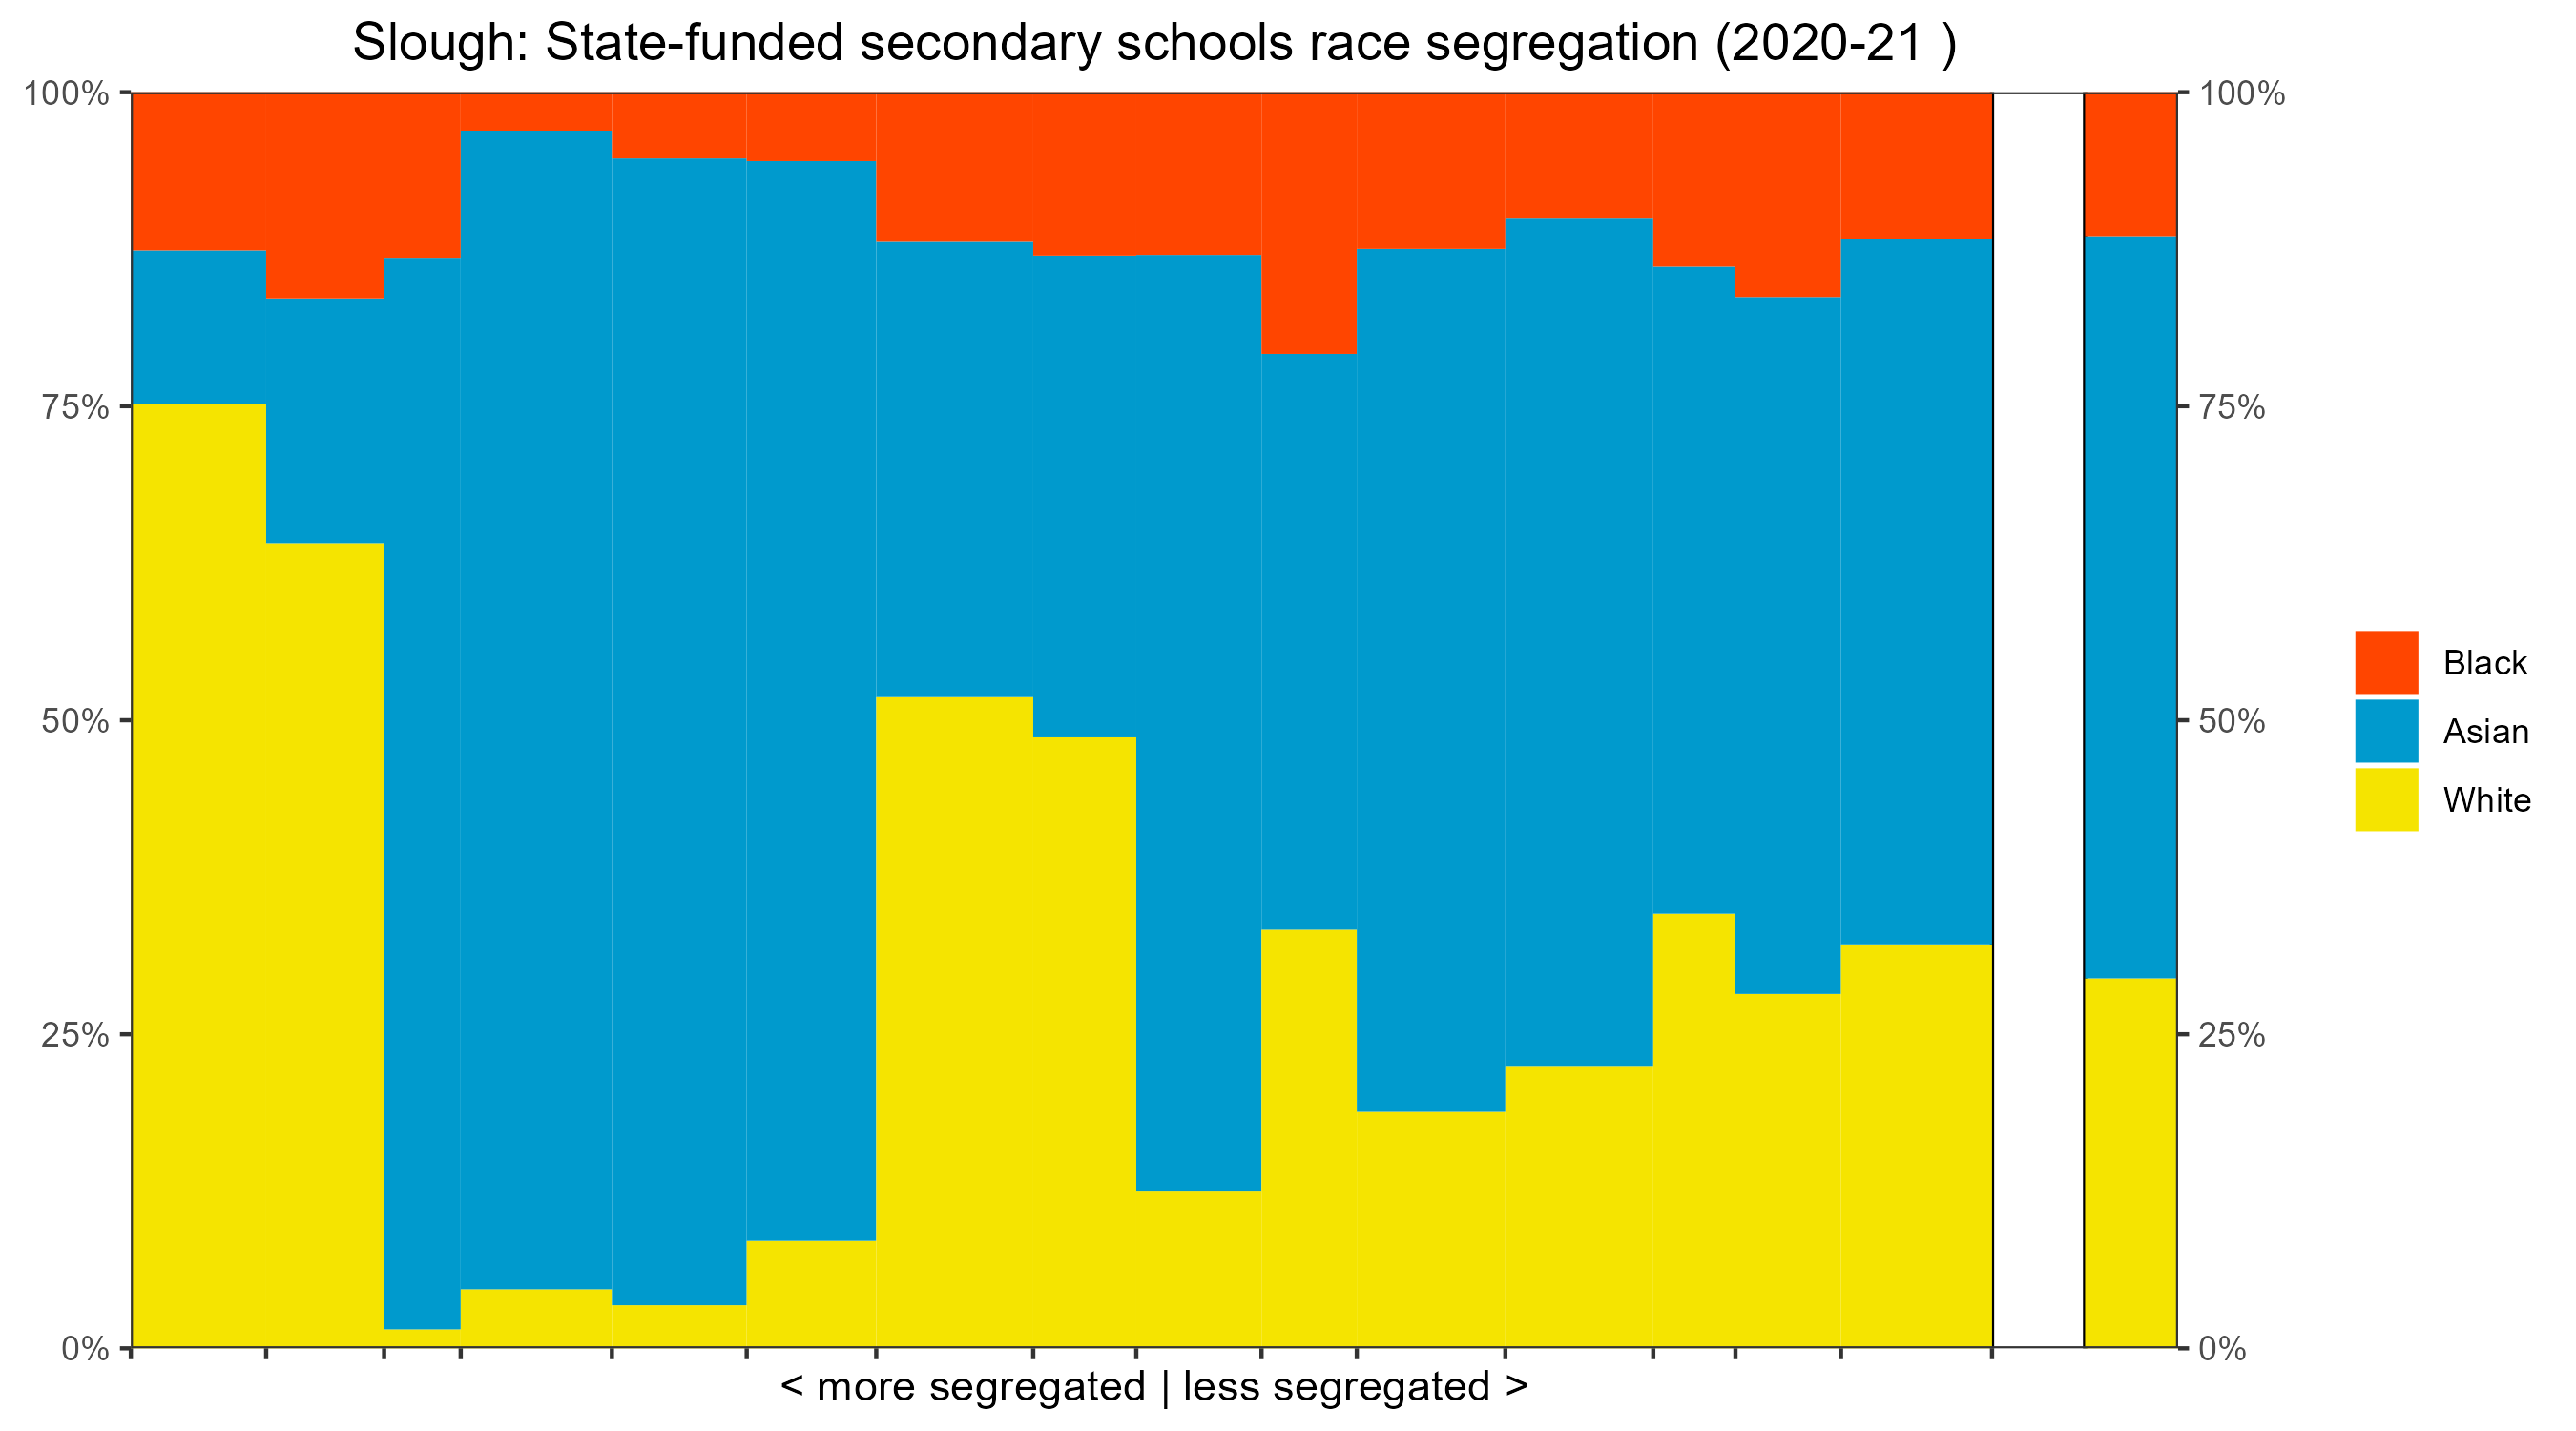 Slough: State-funded secondary schools race segregation (2020-21 )
100%
100%
75%
75%
50%
50%
25%
25%
0%
0%
Black
Asian
White
< more segregated | less segregated >